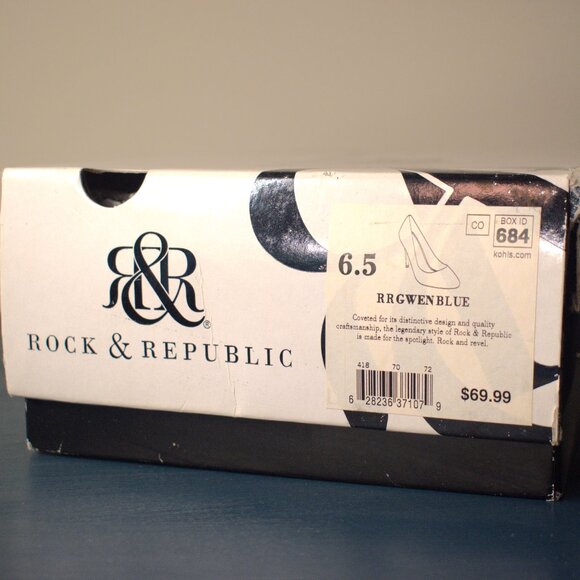 R&R®
ROCK & REPUBLIC
6.5
CO
BOX ID
684
kohls.com
RRGWENBLUE
Coveted for its distinctive design and quality
craftsmanship, the legendary style of Rock & Republic
is made for the spotlight. Rock and revel.
418 70 72
6 28236 37107 9
$69.99